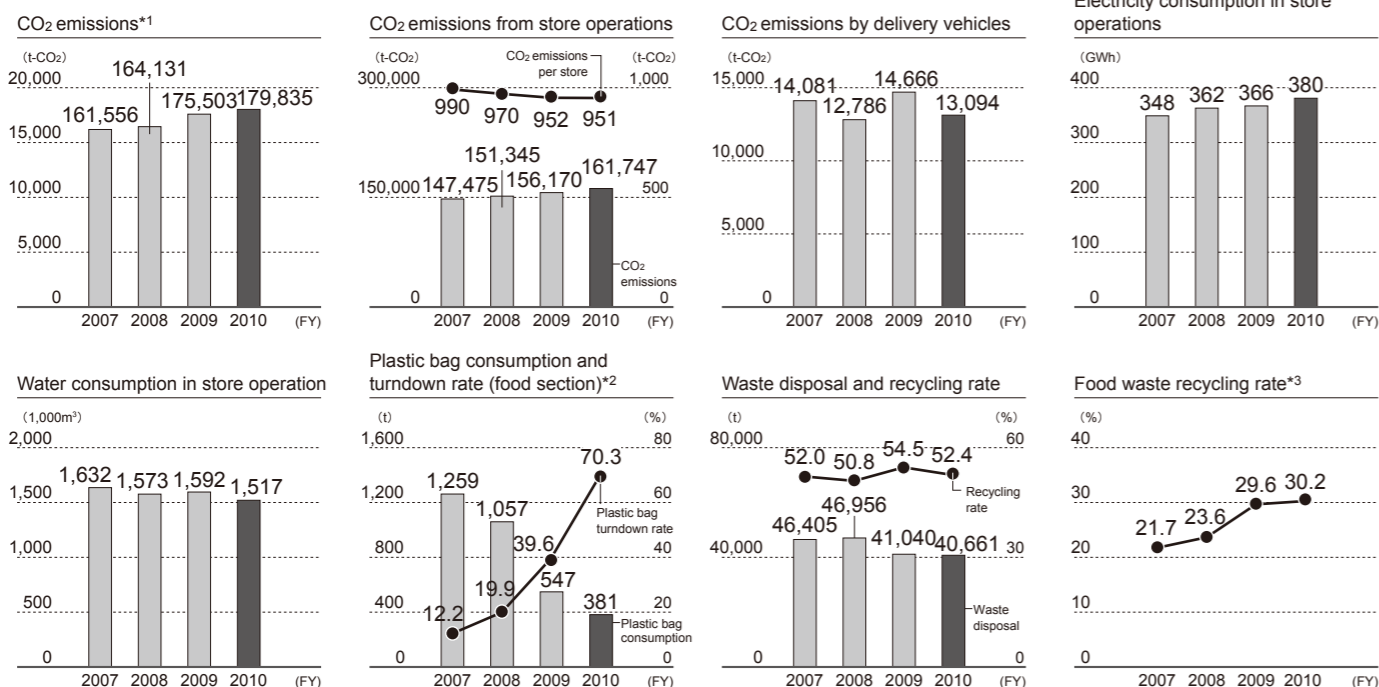 CO2 emissions*1
(t-CO2)
20,000
15,000
10,000
5,000
0
161,556
164,131
175,503
179,835
2007 2008 2009 2010 (FY)
CO2 emissions from store operations
(t-CO2)
(t-CO2)
300,000
150,000
0
1,000
500
0
CO2 emissions
per store
990 970 952 951
147,475
151,345
156,170
161,747
CO2
emissions
2007 2008 2009 2010 (FY)
CO2 emissions by delivery vehicles
(t-CO2)
15,000
10,000
5,000
0
14,081
12,786
14,666
13,094
2007 2008 2009 2010 (FY)
Electricity consumption in store
operations
(GWh)
400
300
200
100
0
348 362 366 380
2007 2008 2009 2010 (FY)
Water consumption in store operation
(1,000m³)
2,000
1,500
1,000
500
0
1,632 1,573 1,592 1,517
2007 2008 2009 2010 (FY)
Plastic bag consumption and
turndown rate (food section)*2
(t)
(%)
1,600
1,200
800
400
0
80
60
40
20
0
1,259
1,057
547
381
12.2
19.9
39.6
70.3
Plastic bag
turndown rate
Plastic bag
consumption
2007 2008 2009 2010 (FY)
Waste disposal and recycling rate
(t)
(%)
80,000
40,000
0
60
30
0
52.0 50.8 54.5 52.4
Recycling
rate
46,405
46,956
41,040
40,661
Waste
disposal
2007 2008 2009 2010 (FY)
Food waste recycling rate*3
(%)
40
30
20
10
0
21.7 23.6 29.6 30.2
2007 2008 2009 2010 (FY)